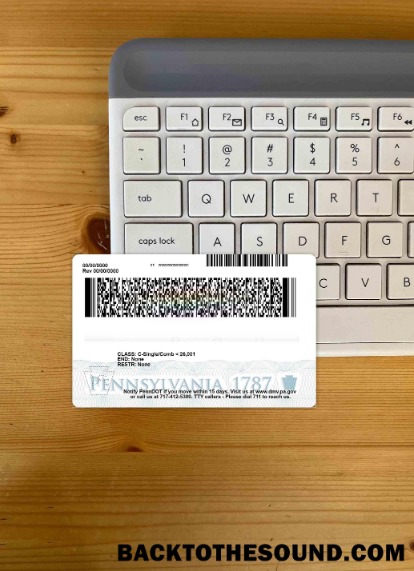 esc F1 F2 F3 F4 F5 F6
~ ! @ # $ % ^
` 1 2 3 4 5 6
tab Q W E R T
caps lock A S D F G
C V B
00/00/0000
Rev 00/00/0000
CLASS: C-Single/Comb < 26,001
END: None
RESTR: None
PENNSYLVANIA 1787
Notify PennDOT if you move within 15 days. Visit us at www.dmv.pa.gov
or call us at 717-412-5300. TTY callers - Please dial 711 to reach us.
BACKTOTHESOUND.COM